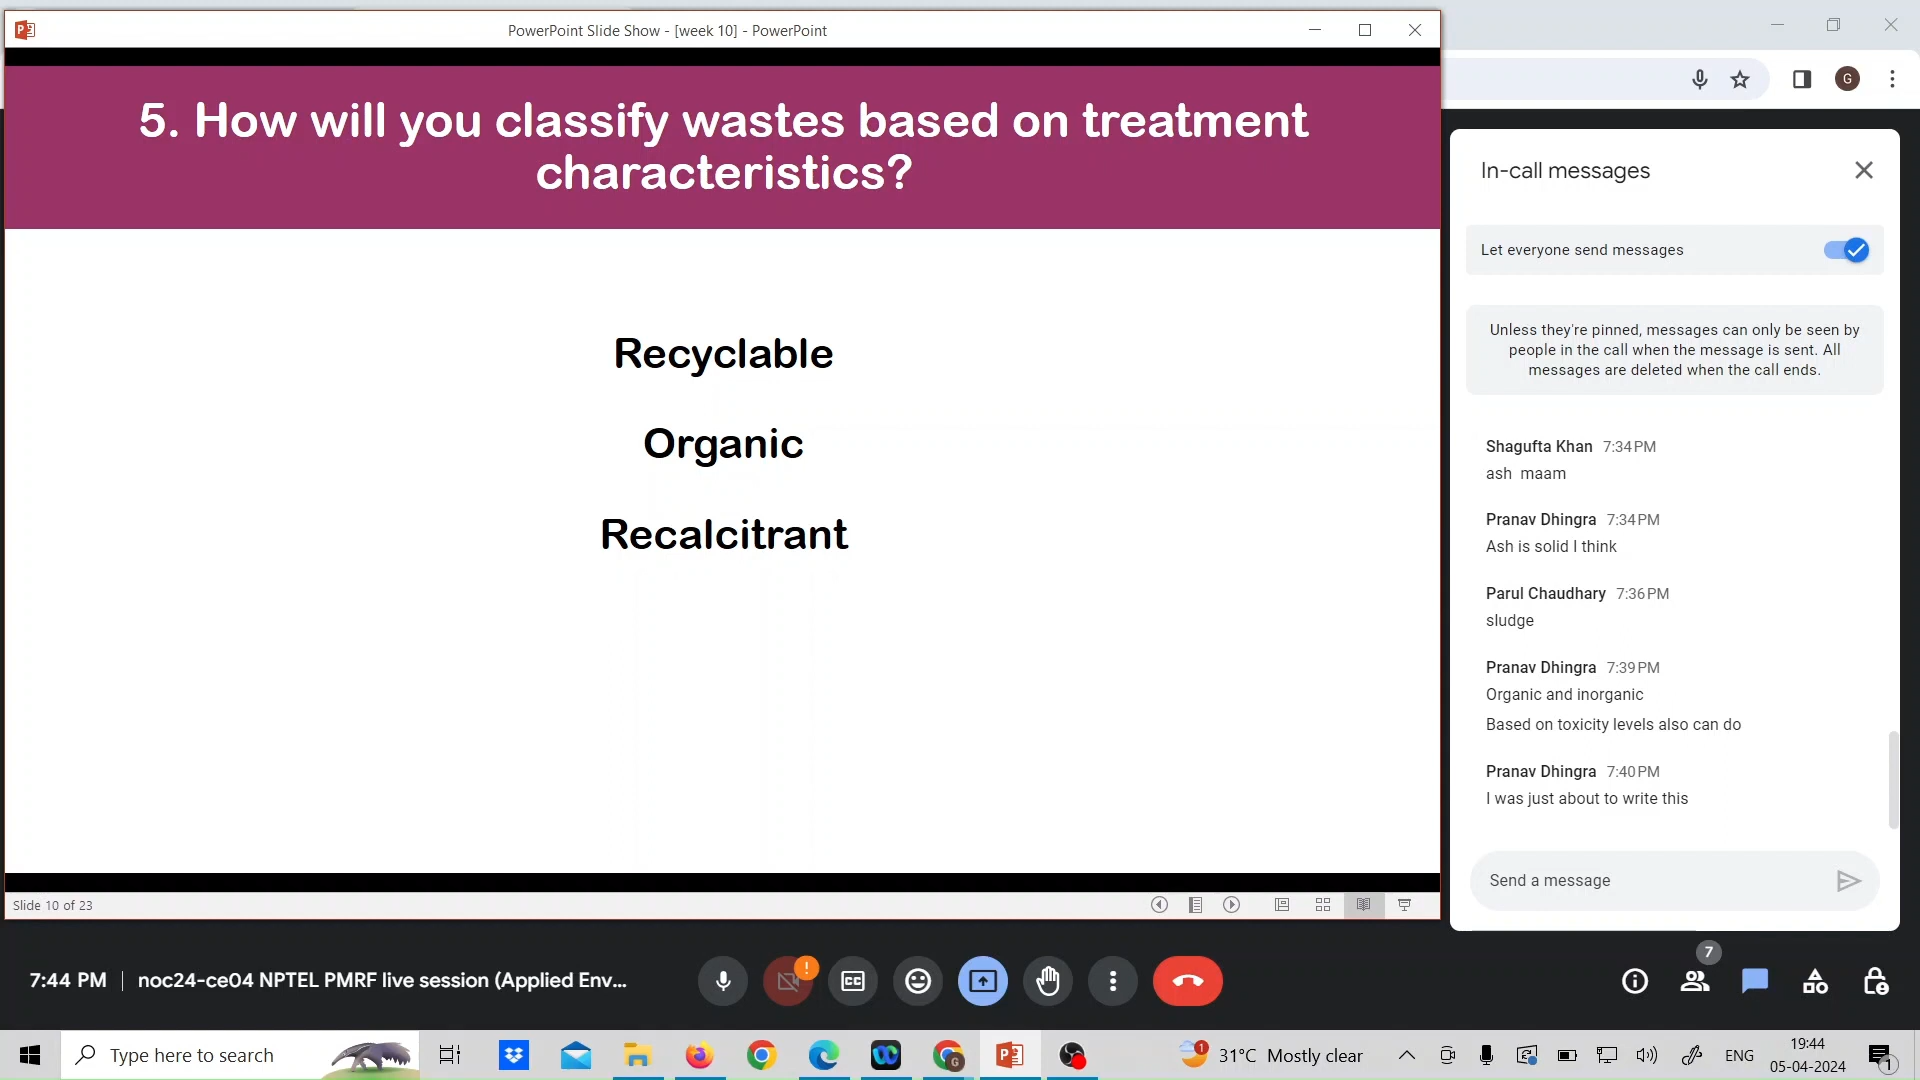 PowerPoint Slide Show - [week 10] - PowerPoint
5. How will you classify wastes based on treatment
characteristics?
Recyclable
Organic
Recalcitrant
Slide 10 of 23
G
In-call messages
Let everyone send messages
Unless they're pinned, messages can only be seen by
people in the call when the message is sent. All
messages are deleted when the call ends.
Shagufta Khan 7:34 PM
ash maam
Pranav Dhingra 7:34 PM
Ash is solid I think
Parul Chaudhary 7:36 PM
sludge
Pranav Dhingra 7:39 PM
Organic and inorganic
Based on toxicity levels also can do
Pranav Dhingra 7:40 PM
I was just about to write this
Send a message
7:44 PM | noc24-ce04 NPTEL PMRF live session (Applied Env...
CC
7
Type here to search
31°C Mostly clear
ENG
19:44
05-04-2024
1